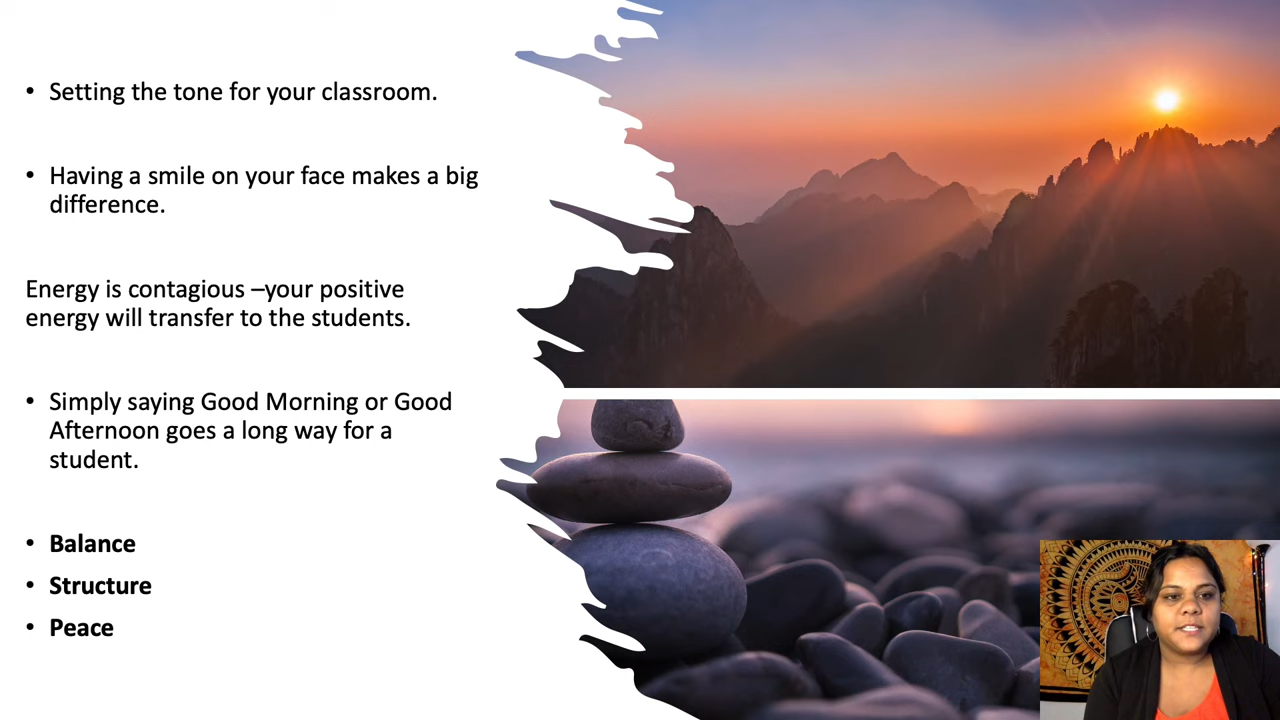 • Setting the tone for your classroom.
• Having a smile on your face makes a big
difference.
Energy is contagious –your positive
energy will transfer to the students.
• Simply saying Good Morning or Good
Afternoon goes a long way for a
student.
• Balance
• Structure
• Peace